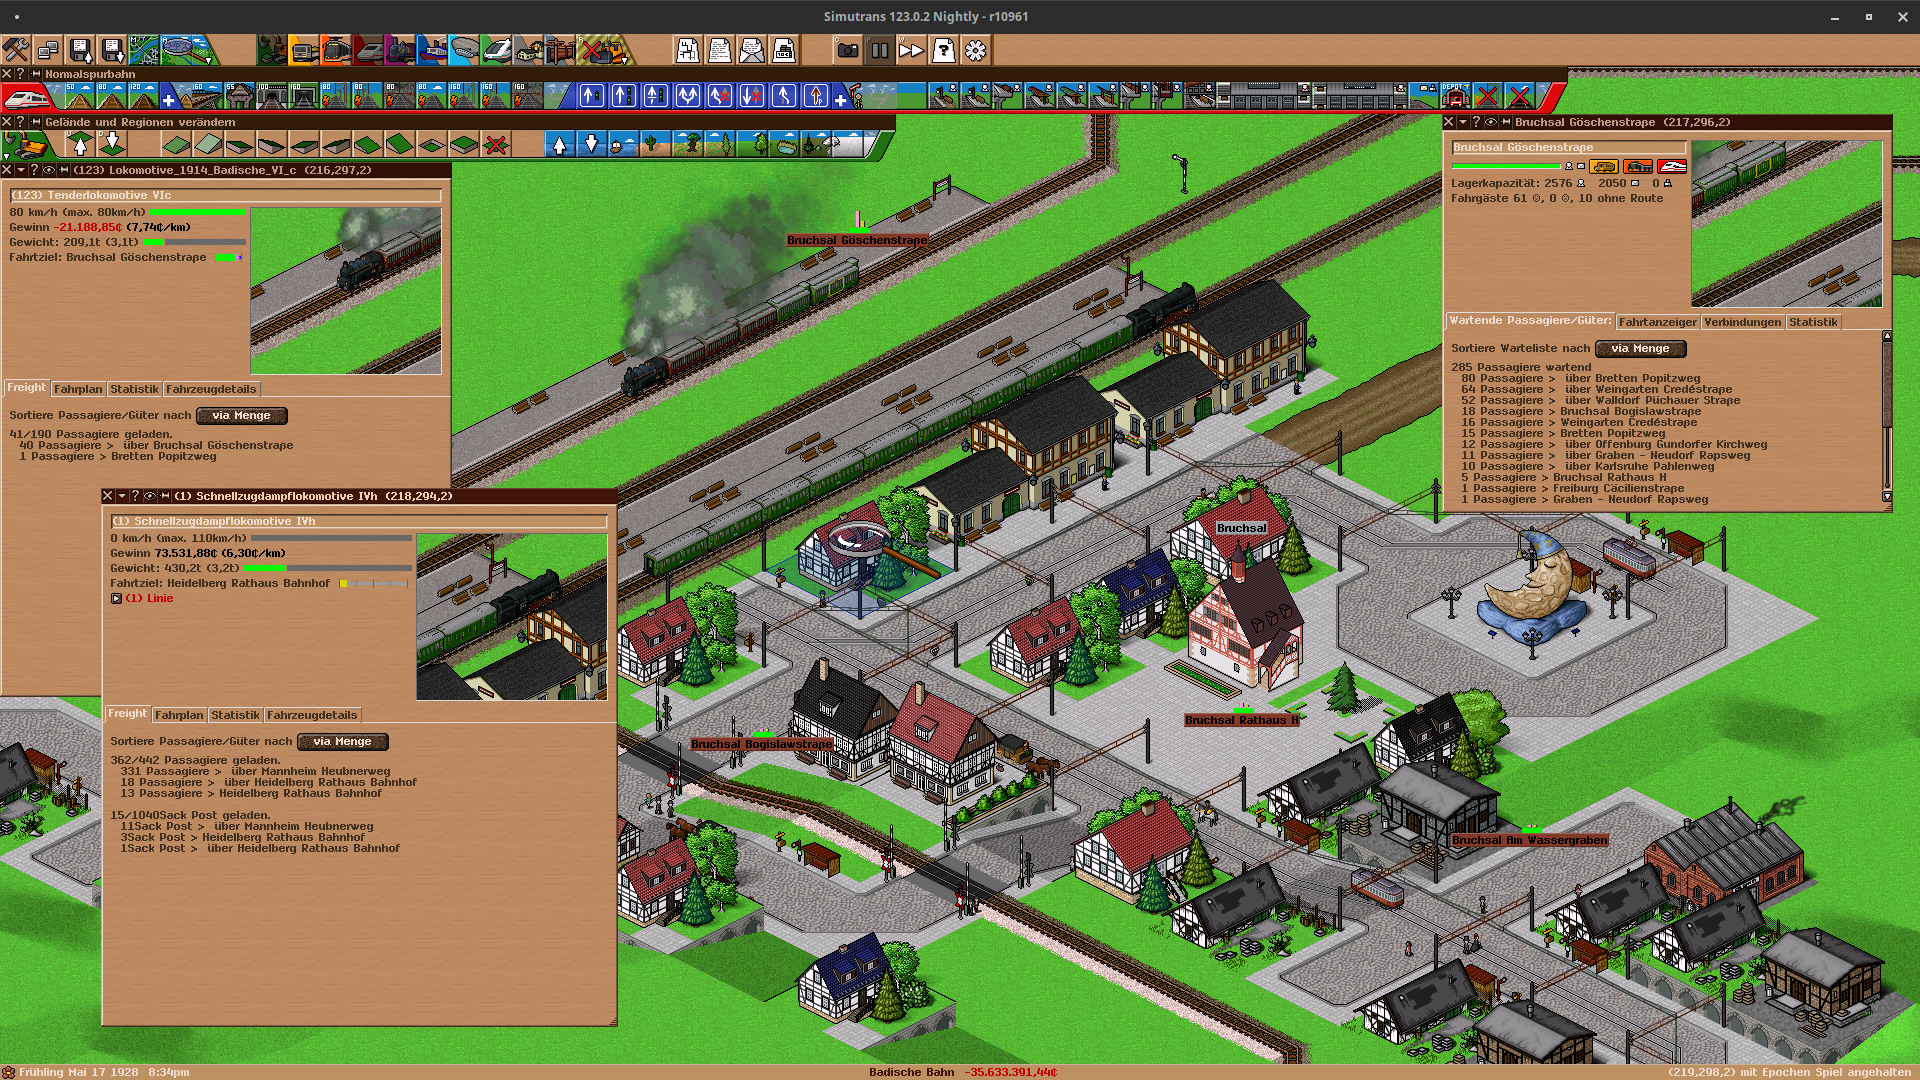 Simutrans 123.0.2 Nightly - r10961
Normalspurbahn
Gelände und Regionen verändern
(123) Lokomotive_1914_Badische_VI_c (216,297,2)
(123) Tenderlokomotive VIc
80 km/h (max. 80km/h)
Gewinn -21.188,85¢ (7,74¢/km)
Gewicht: 209,1t (3,1t)
Fahrtziel: Bruchsal Göschenstraße
Freight Fahrplan Statistik Fahrzeugdetails
Sortiere Passagiere/Güter nach via Menge
41/190 Passagiere geladen.
40 Passagiere > über Bruchsal Göschenstraße
1 Passagiere > Bretten Popitzweg
(1) Schnellzugdampflokomotive IVh (218,294,2)
(1) Schnellzugdampflokomotive IVh
0 km/h (max. 110km/h)
Gewinn 73.531,88¢ (6,30¢/km)
Gewicht: 430,2t (3,2t)
Fahrtziel: Heidelberg Rathaus Bahnhof
(1) Linie
Freight Fahrplan Statistik Fahrzeugdetails
Sortiere Passagiere/Güter nach via Menge
362/442 Passagiere geladen.
331 Passagiere > über Mannheim Heubnerweg
18 Passagiere > über Heidelberg Rathaus Bahnhof
13 Passagiere > Heidelberg Rathaus Bahnhof
15/1040Sack Post geladen.
11Sack Post > über Mannheim Heubnerweg
3Sack Post > Heidelberg Rathaus Bahnhof
1Sack Post > über Heidelberg Rathaus Bahnhof
Bruchsal Göschenstraße (217,296,2)
Bruchsal Göschenstraße
Lagerkapazität: 2576 2050 0
Fahrgäste 61 ☺, 0 ☹, 10 ohne Route
Wartende Passagiere/Güter: Fahrtanzeiger Verbindungen Statistik
Sortiere Warteliste nach via Menge
285 Passagiere wartend
80 Passagiere > über Bretten Popitzweg
64 Passagiere > über Weingarten Credéstraße
52 Passagiere > über Walldorf Püchauer Straße
18 Passagiere > Bruchsal Bogislawstraße
16 Passagiere > Weingarten Credéstraße
15 Passagiere > Bretten Popitzweg
12 Passagiere > über Offenburg Gundorfer Kirchweg
11 Passagiere > über Graben - Neudorf Rapsweg
10 Passagiere > über Karlsruhe Pahlenweg
5 Passagiere > Bruchsal Rathaus H
1 Passagiere > Freiburg Cäcilienstraße
1 Passagiere > Graben - Neudorf Rapsweg
Bruchsal Göschenstraße
Bruchsal
Bruchsal Rathaus H
Bruchsal Bogislawstraße
Bruchsal Am Wassergraben
Frühling Mai 17 1928 8:34pm
Badische Bahn -35.633.391,44¢
(219,298,2) mit Epochen Spiel angehalten